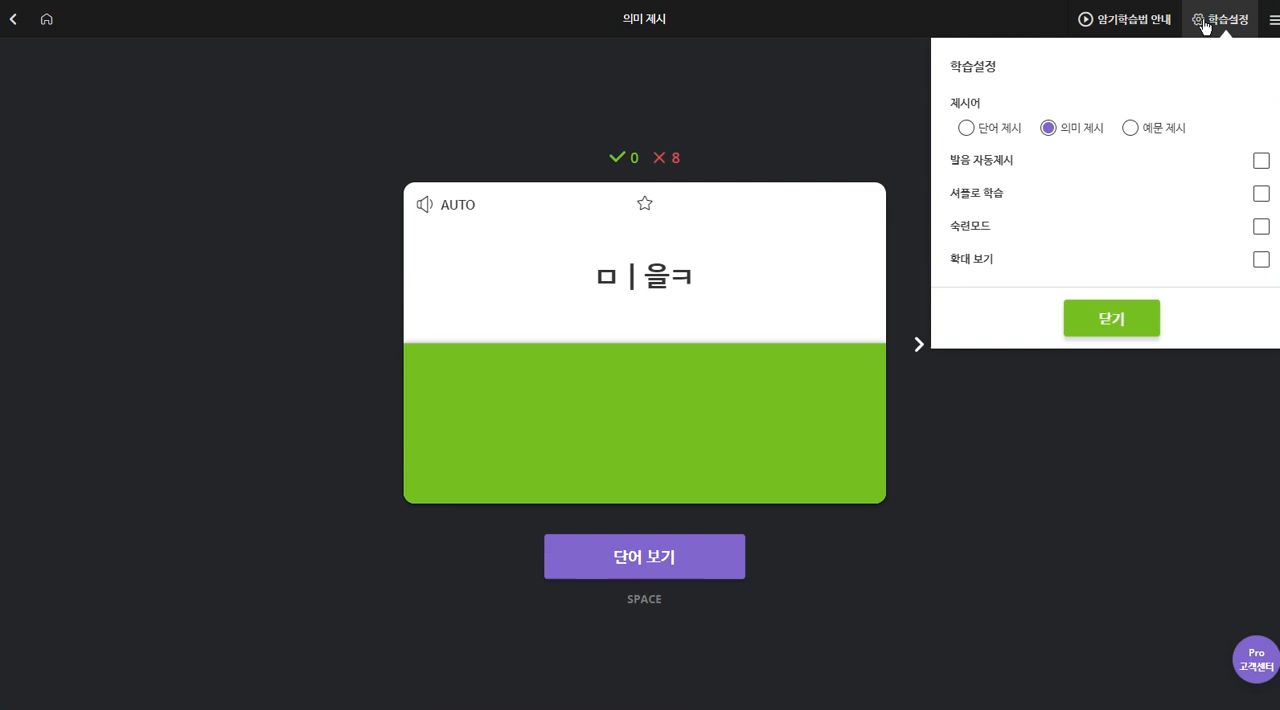 의미 제시
암기학습법 안내
학습설정
학습설정
제시어
단어 제시
의미 제시
예문 제시
발음 자동제시
셔플로 학습
숙련모드
확대 보기
닫기
0 8
AUTO
ㅁㅣ을ㅋ
단어 보기
SPACE
Pro
고객센터